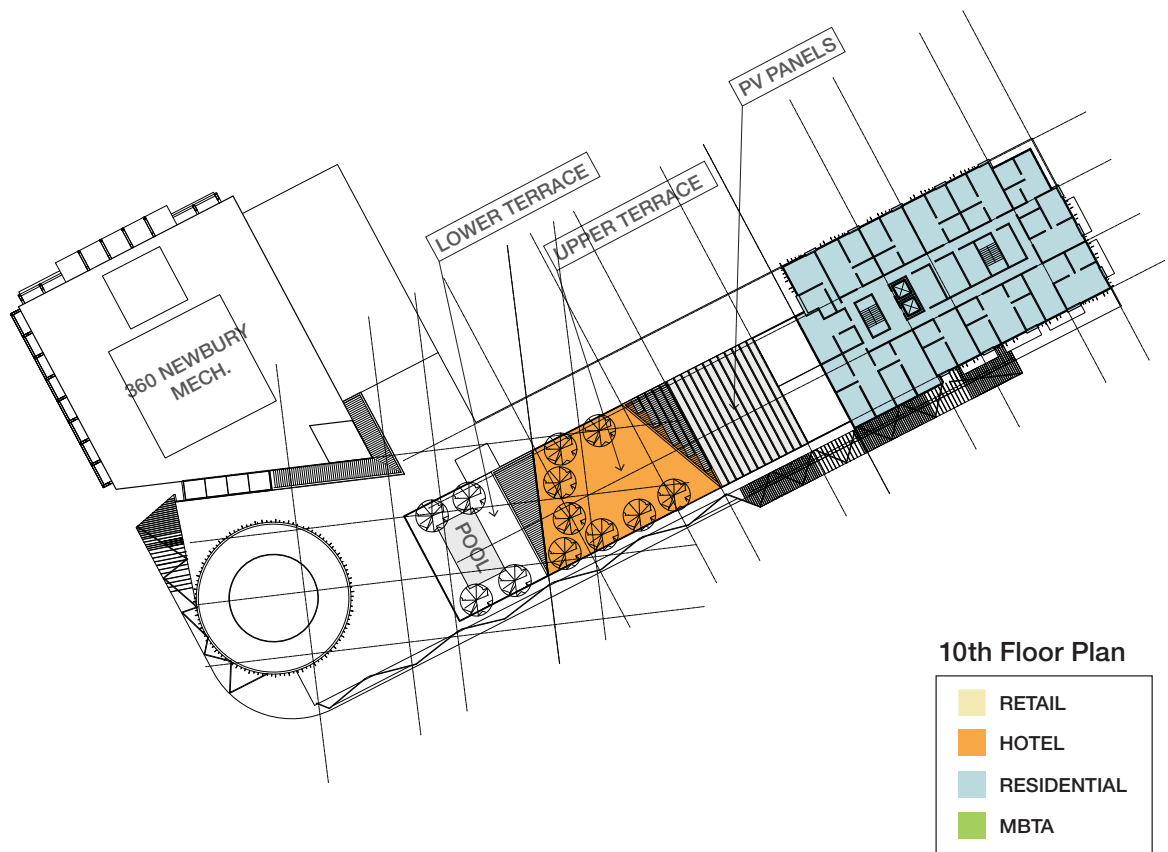 PV PANELS
LOWER TERRACE
UPPER TERRACE
360 NEWBURY
MECH.
POOL
10th Floor Plan
RETAIL
HOTEL
RESIDENTIAL
MBTA